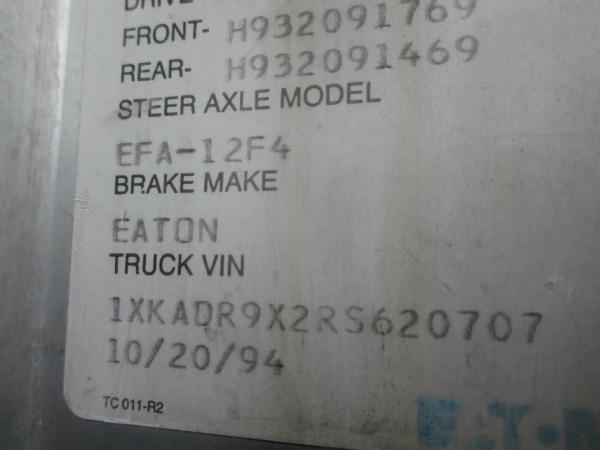 FRONT- H932091769
REAR- H932091469
STEER AXLE MODEL
EFA-12F4
BRAKE MAKE
EATON
TRUCK VIN
1XKADR9X2RS620707
10/20/94
TC 011-R2